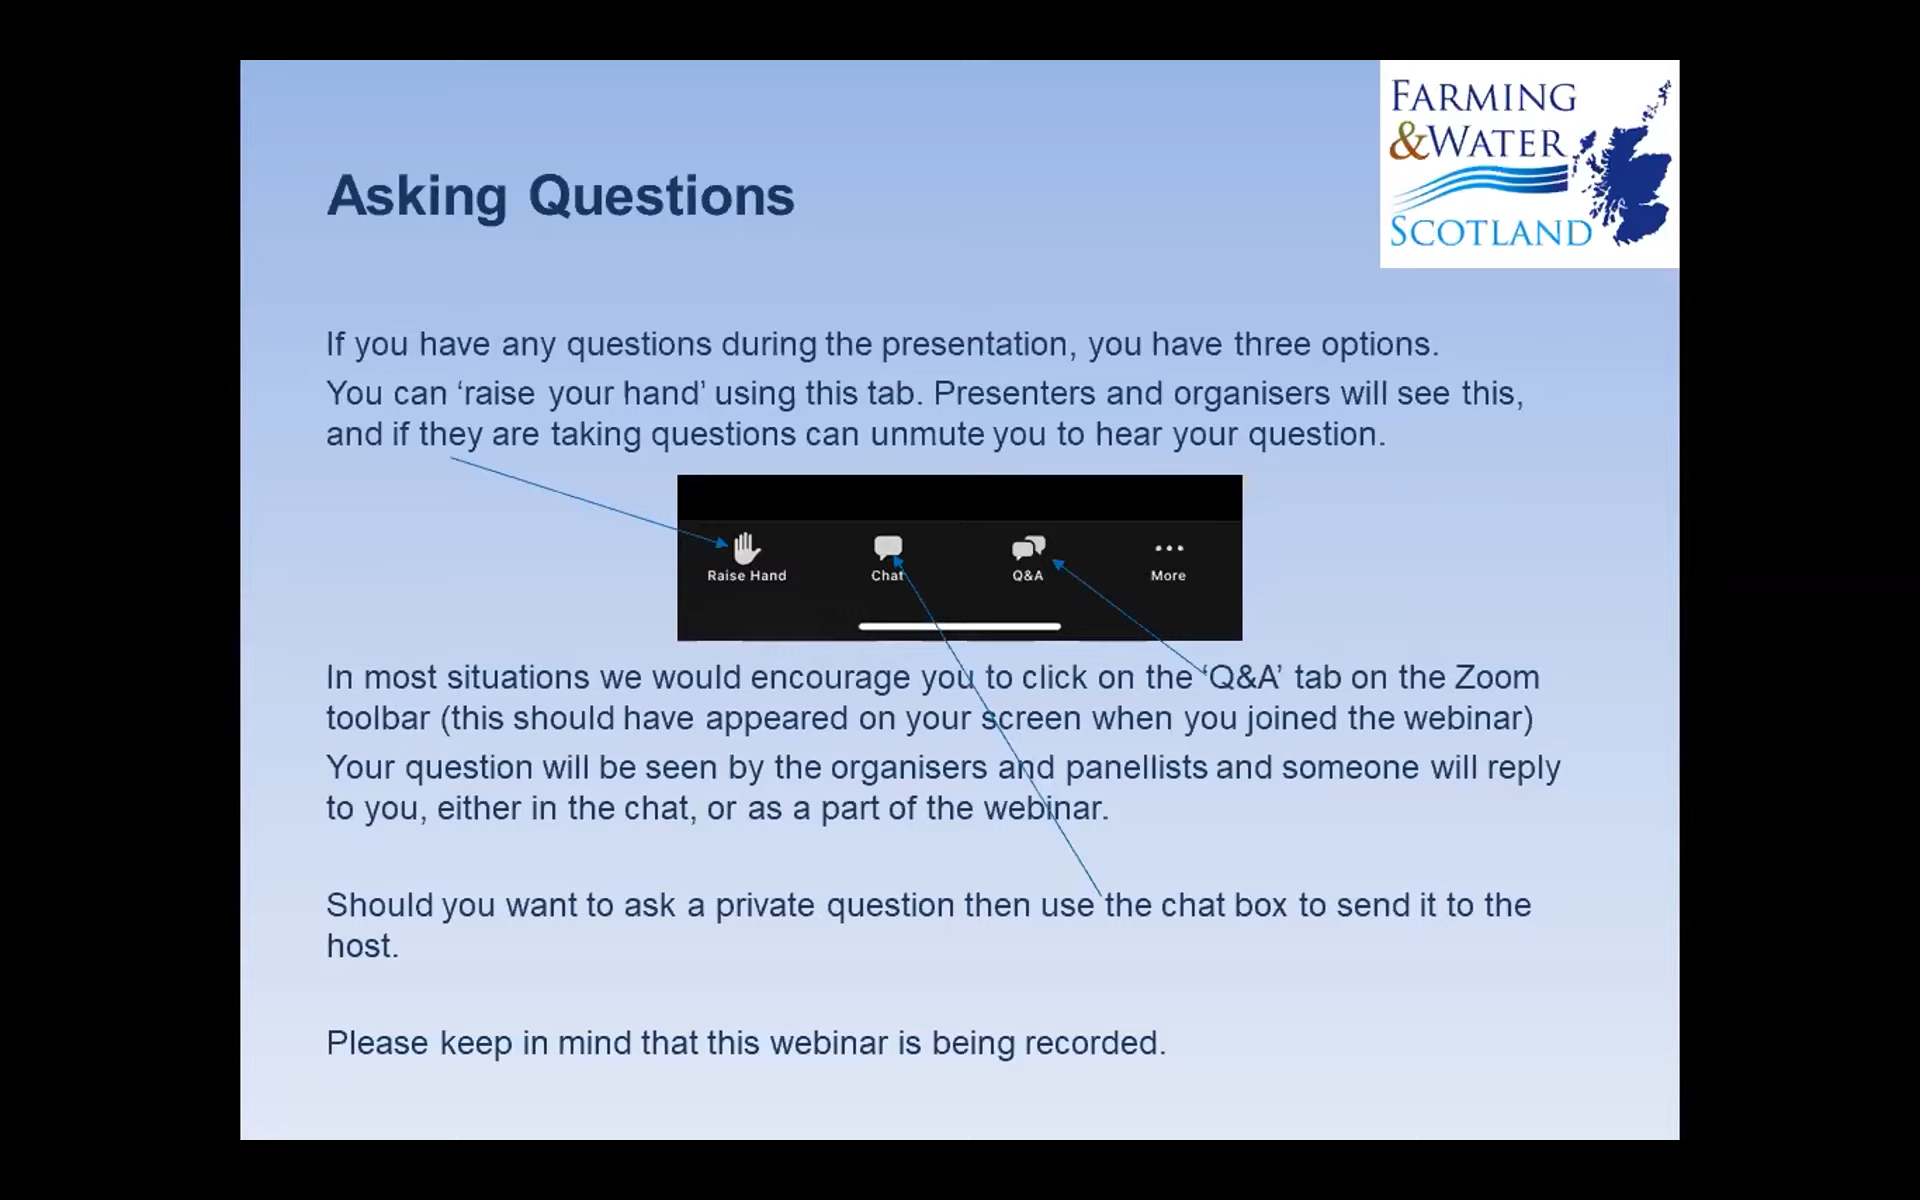 FARMING
&WATER
SCOTLAND
Asking Questions
If you have any questions during the presentation, you have three options.
You can ‘raise your hand’ using this tab. Presenters and organisers will see this,
and if they are taking questions can unmute you to hear your question.
Raise Hand
Chat
Q&A
More
In most situations we would encourage you to click on the ‘Q&A’ tab on the Zoom
toolbar (this should have appeared on your screen when you joined the webinar)
Your question will be seen by the organisers and panellists and someone will reply
to you, either in the chat, or as a part of the webinar.
Should you want to ask a private question then use the chat box to send it to the
host.
Please keep in mind that this webinar is being recorded.